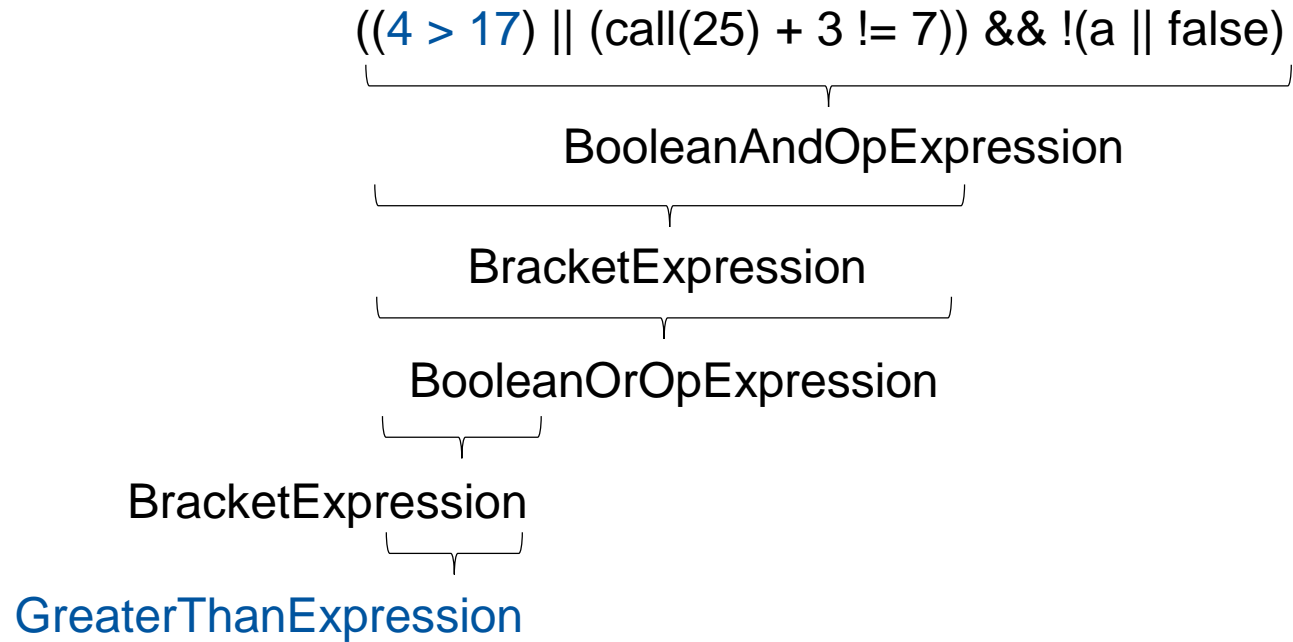 ((4 > 17) || (call(25) + 3 != 7)) && !(a || false)
BooleanAndOpExpression
BracketExpression
BooleanOrOpExpression
BracketExpression
GreaterThanExpression